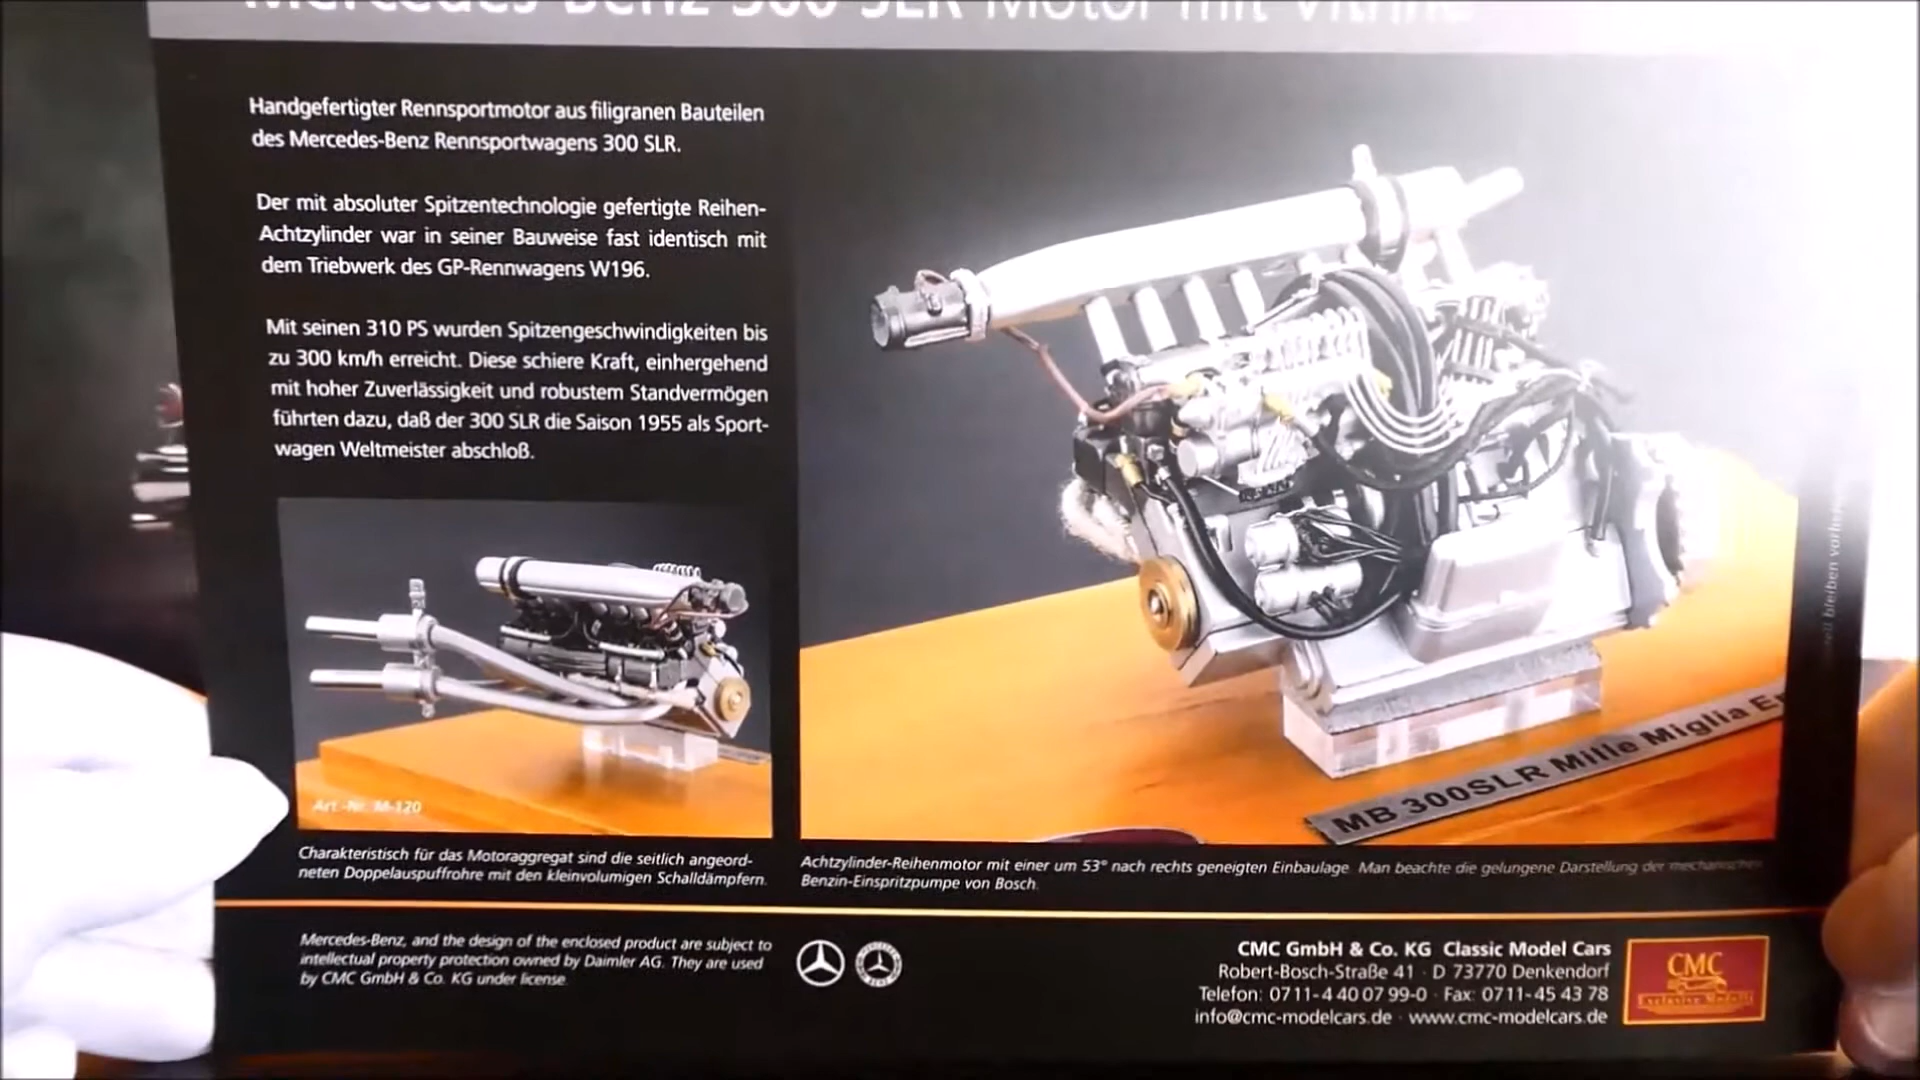 Mercedes-Benz 300 SLR Motor mit Vitrine
Handgefertigter Rennsportmotor aus filigranen Bauteilen
des Mercedes-Benz Rennsportwagens 300 SLR.
Der mit absoluter Spitzentechnologie gefertigte Reihen-
Achtzylinder war in seiner Bauweise fast identisch mit
dem Triebwerk des GP-Rennwagens W196.
Mit seinen 310 PS wurden Spitzengeschwindigkeiten bis
zu 300 km/h erreicht. Diese schiere Kraft, einhergehend
mit hoher Zuverlässigkeit und robustem Standvermögen
führten dazu, daß der 300 SLR die Saison 1955 als Sport-
wagen Weltmeister abschloß.
Art.-Nr. M-120
Charakteristisch für das Motoraggregat sind die seitlich angeord-
neten Doppelauspuffrohre mit den kleinvolumigen Schalldämpfern.
MB 300SLR Mille Miglia
Achtzylinder-Reihenmotor mit einer um 53° nach rechts geneigten Einbaulage. Man beachte die gelungene Darstellung der mechanischen
Benzin-Einspritzpumpe von Bosch.
Mercedes-Benz, and the design of the enclosed product are subject to
intellectual property protection owned by Daimler AG. They are used
by CMC GmbH & Co. KG under license.
CMC GmbH & Co. KG Classic Model Cars
Robert-Bosch-Straße 41 · D 73770 Denkendorf
Telefon: 0711-4 40 07 99-0 · Fax: 0711-45 43 78
info@cmc-modelcars.de · www.cmc-modelcars.de
CMC
Exclusive Modelle